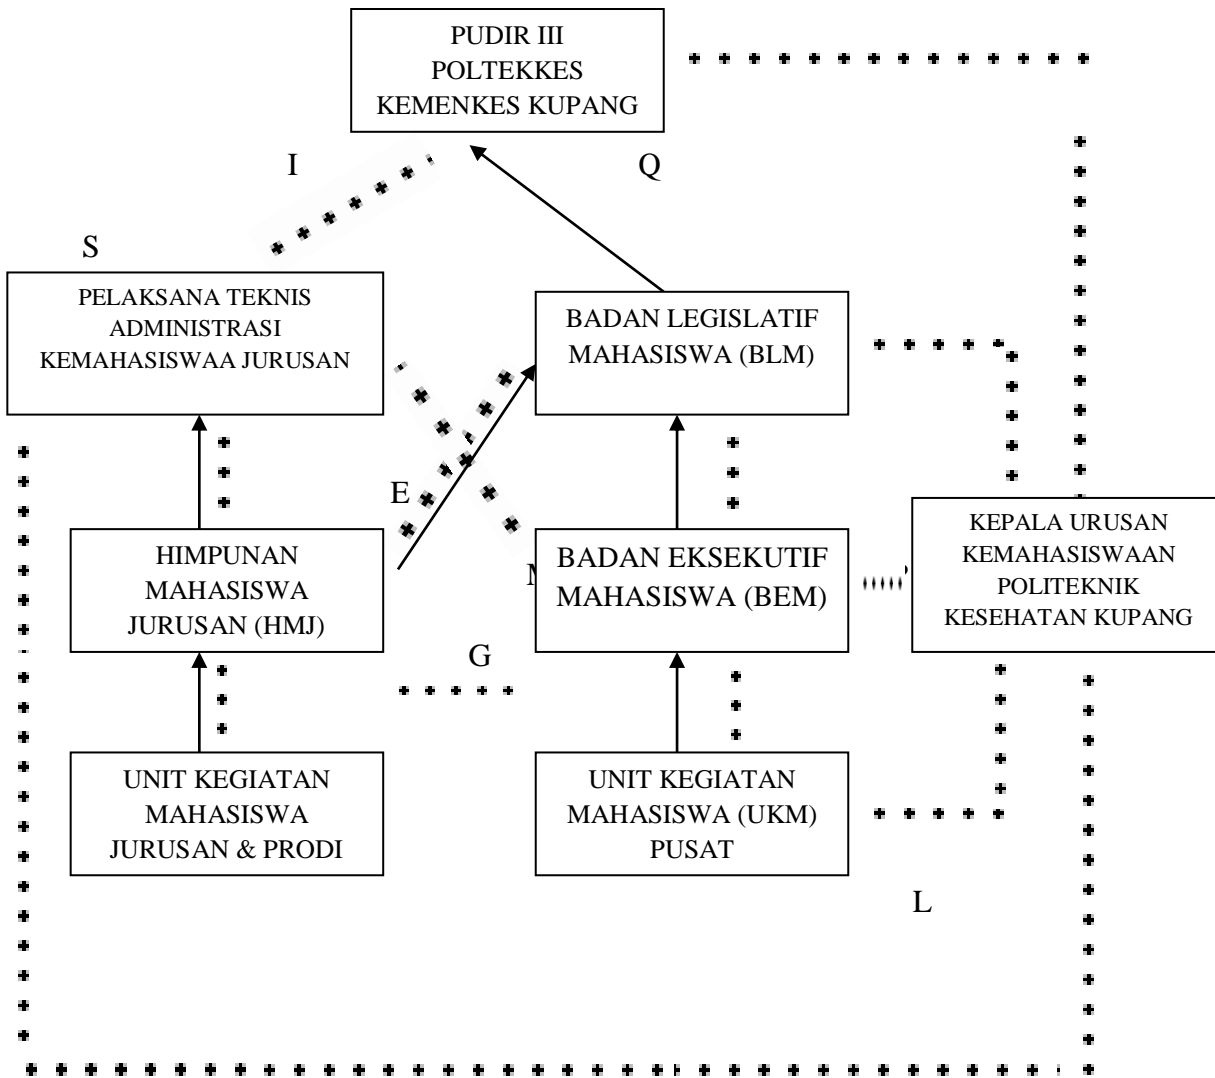 PUDIR III
POLTEKKES
KEMENKES KUPANG
I
Q
S
PELAKSANA TEKNIS
ADMINISTRASI
KEMAHASISWAA JURUSAN
BADAN LEGISLATIF
MAHASISWA (BLM)
E
HIMPUNAN
MAHASISWA
JURUSAN (HMJ)
BADAN EKSEKUTIF
MAHASISWA (BEM)
KEPALA URUSAN
KEMAHASISWAAN
POLITEKNIK
KESEHATAN KUPANG
G
UNIT KEGIATAN
MAHASISWA
JURUSAN & PRODI
UNIT KEGIATAN
MAHASISWA (UKM)
PUSAT
L